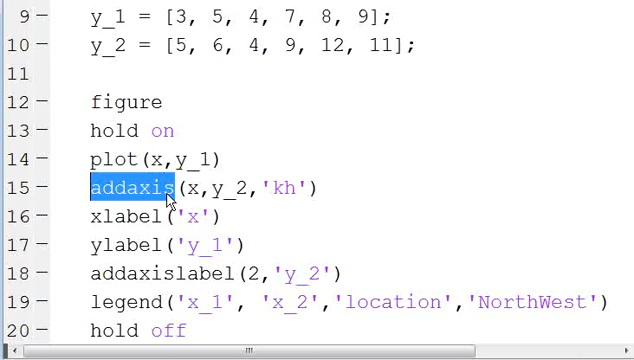 9 y_1 = [3, 5, 4, 7, 8, 9];
10 y_2 = [5, 6, 4, 9, 12, 11];
11
12 figure
13 hold on
14 plot(x,y_1)
15 addaxis(x,y_2,'kh')
16 xlabel('x')
17 ylabel('y_1')
18 addaxislabel(2,'y_2')
19 legend('x_1', 'x_2','location','NorthWest')
20 hold off